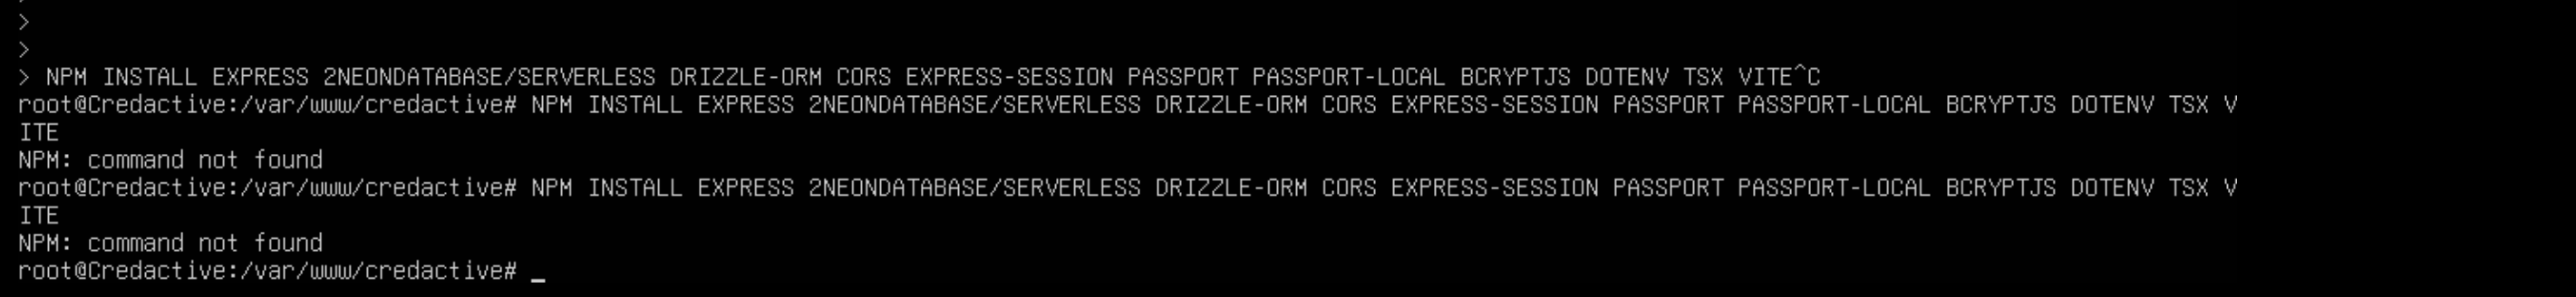 >
>
> NPM INSTALL EXPRESS 2NEONDATABASE/SERVERLESS DRIZZLE-ORM CORS EXPRESS-SESSION PASSPORT PASSPORT-LOCAL BCRYPTJS DOTENV TSX VITE^C
root@Credactive:/var/www/credactive# NPM INSTALL EXPRESS 2NEONDATABASE/SERVERLESS DRIZZLE-ORM CORS EXPRESS-SESSION PASSPORT PASSPORT-LOCAL BCRYPTJS DOTENV TSX V
ITE
NPM: command not found
root@Credactive:/var/www/credactive# NPM INSTALL EXPRESS 2NEONDATABASE/SERVERLESS DRIZZLE-ORM CORS EXPRESS-SESSION PASSPORT PASSPORT-LOCAL BCRYPTJS DOTENV TSX V
ITE
NPM: command not found
root@Credactive:/var/www/credactive# _